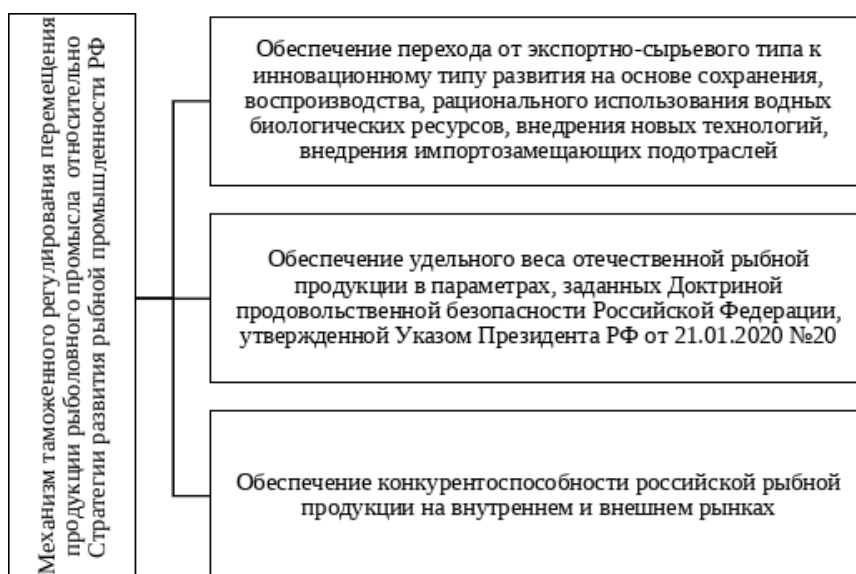 Механизм таможенного регулирования перемещения
продукции рыболовного промысла относительно
Стратегии развития рыбной промышленности РФ
Обеспечение перехода от экспортно-сырьевого типа к
инновационному типу развития на основе сохранения,
воспроизводства, рационального использования водных
биологических ресурсов, внедрения новых технологий,
внедрения импортозамещающих подотраслей
Обеспечение удельного веса отечественной рыбной
продукции в параметрах, заданных Доктриной
продовольственной безопасности Российской Федерации,
утвержденной Указом Президента РФ от 21.01.2020 №20
Обеспечение конкурентоспособности российской рыбной
продукции на внутреннем и внешнем рынках